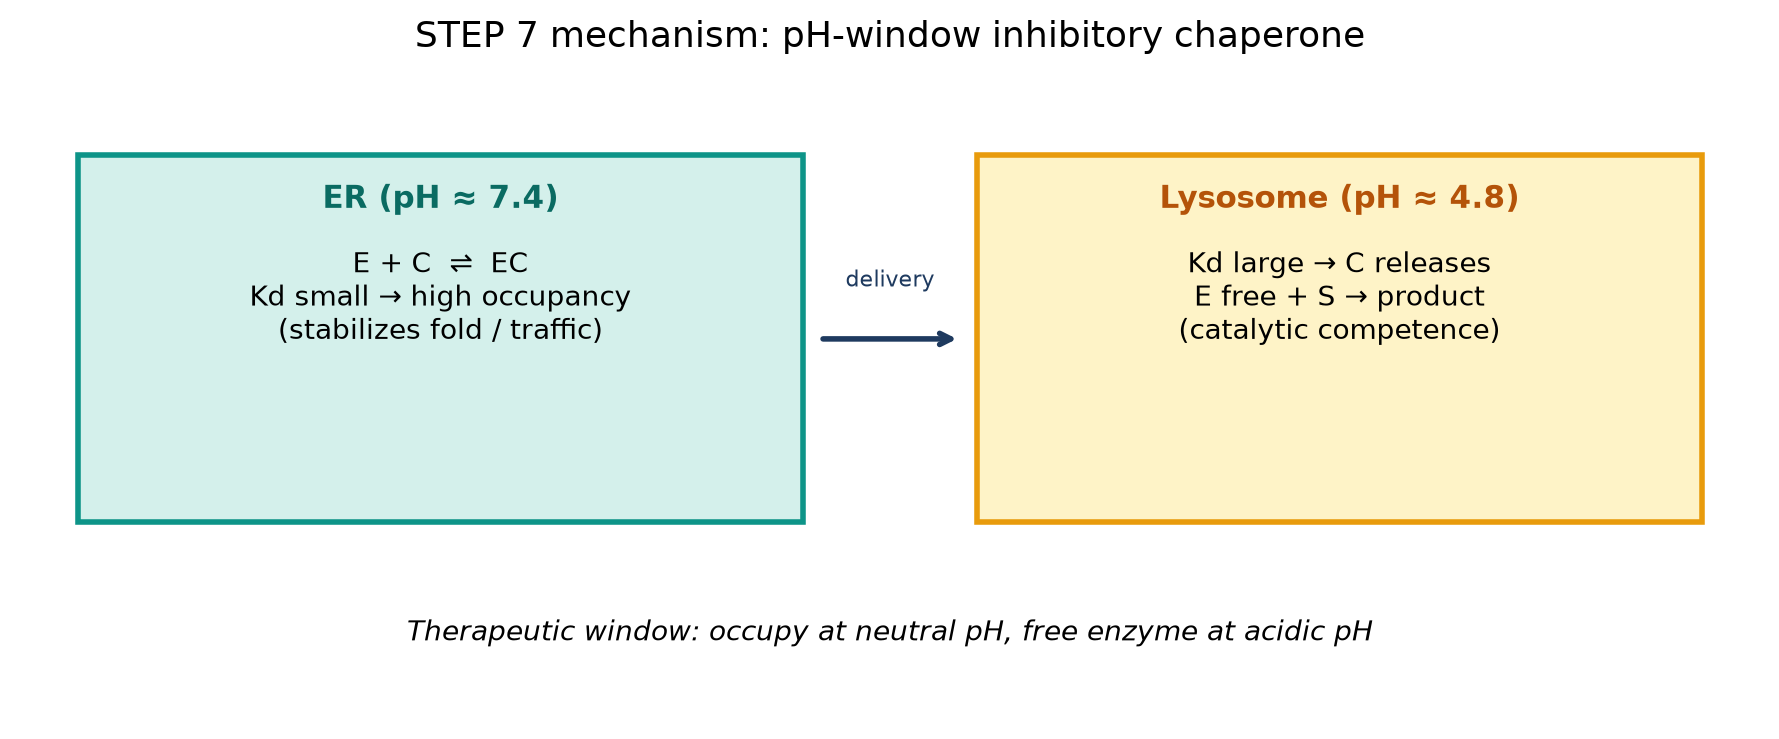 STEP 7 mechanism: pH-window inhibitory chaperone
ER (pH ≈ 7.4)
E + C ⇌ EC
Kd small → high occupancy
(stabilizes fold / traffic)
delivery
Lysosome (pH ≈ 4.8)
Kd large → C releases
E free + S → product
(catalytic competence)
Therapeutic window: occupy at neutral pH, free enzyme at acidic pH